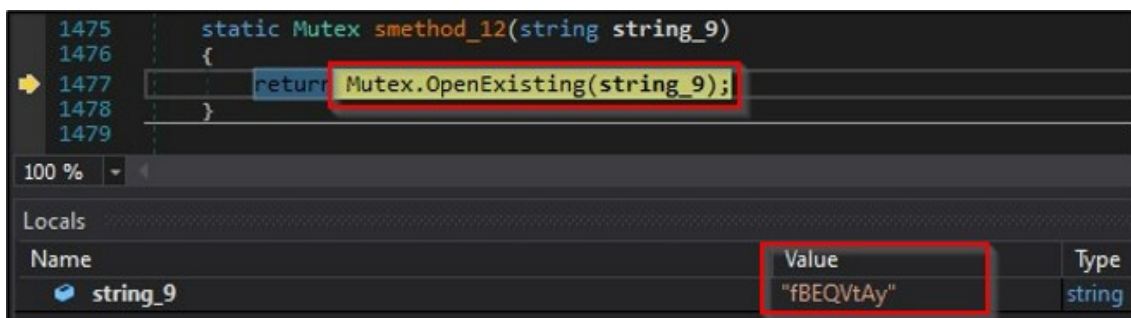 1475 static Mutex smethod_12(string string_9)
1476 {
1477 return Mutex.OpenExisting(string_9);
1478 }
1479
100 %
Locals
Name Value Type
string_9 "fBEQVtAy" string